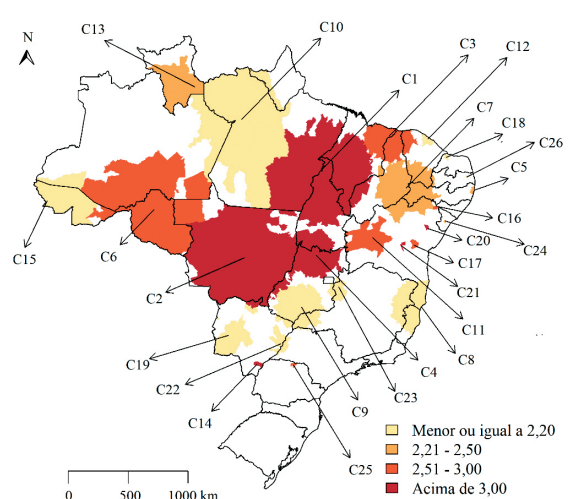 C13
C10
N
C3
C12
C1
C7
C18
C26
C5
C16
C24
C20
C17
C21
C11
C15
C6
C2
C8
C19
C4
C22
C23
C9
C14
C25
Menor ou igual a 2,20
2,21 - 2,50
2,51 - 3,00
Acima de 3,00
0 500 1000 km